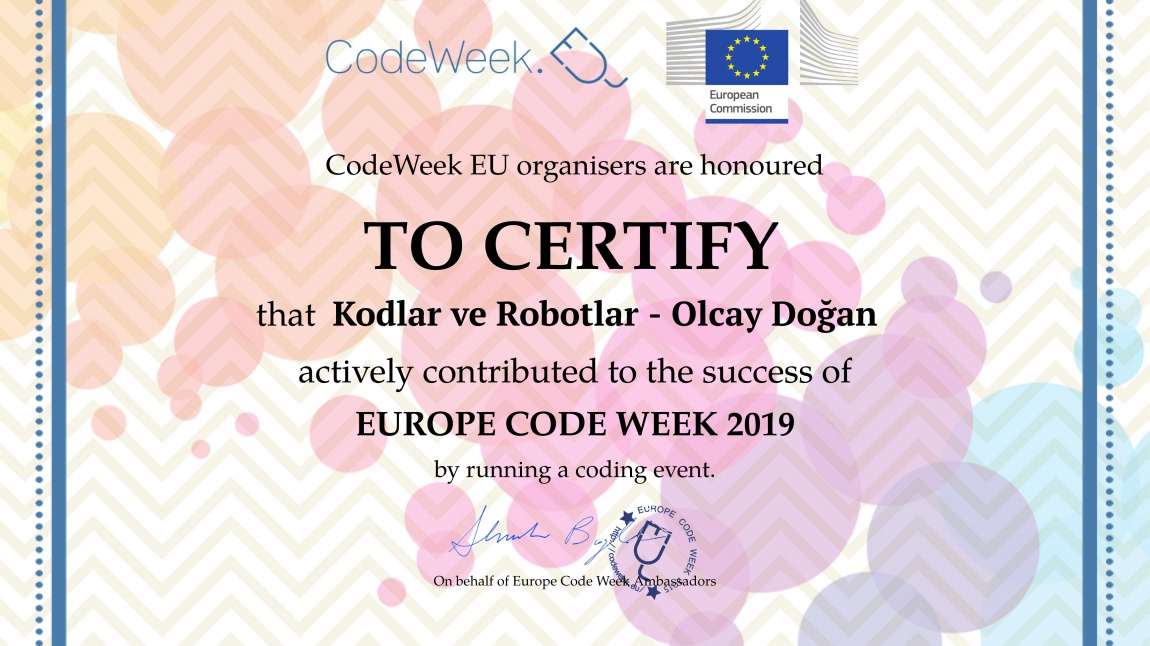 CodeWeek.EU
European
Commission
CodeWeek EU organisers are honoured
TO CERTIFY
that Kodlar ve Robotlar - Olcay Doğan
actively contributed to the success of
EUROPE CODE WEEK 2019
by running a coding event.
EUROPE CODE WEEK
On behalf of Europe Code Week Ambassadors